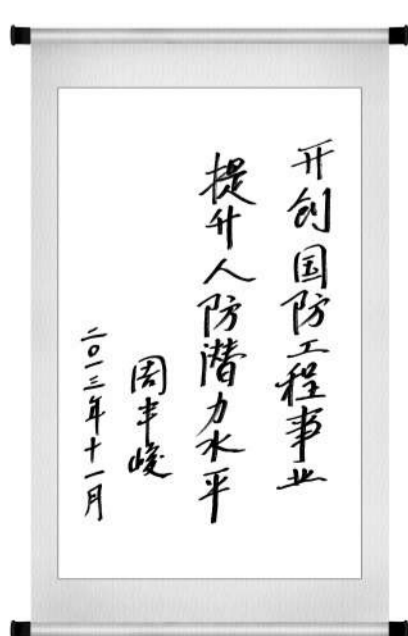 开创国防工程事业
提升人防潜力水平
周丰峻
二〇一三年十一月